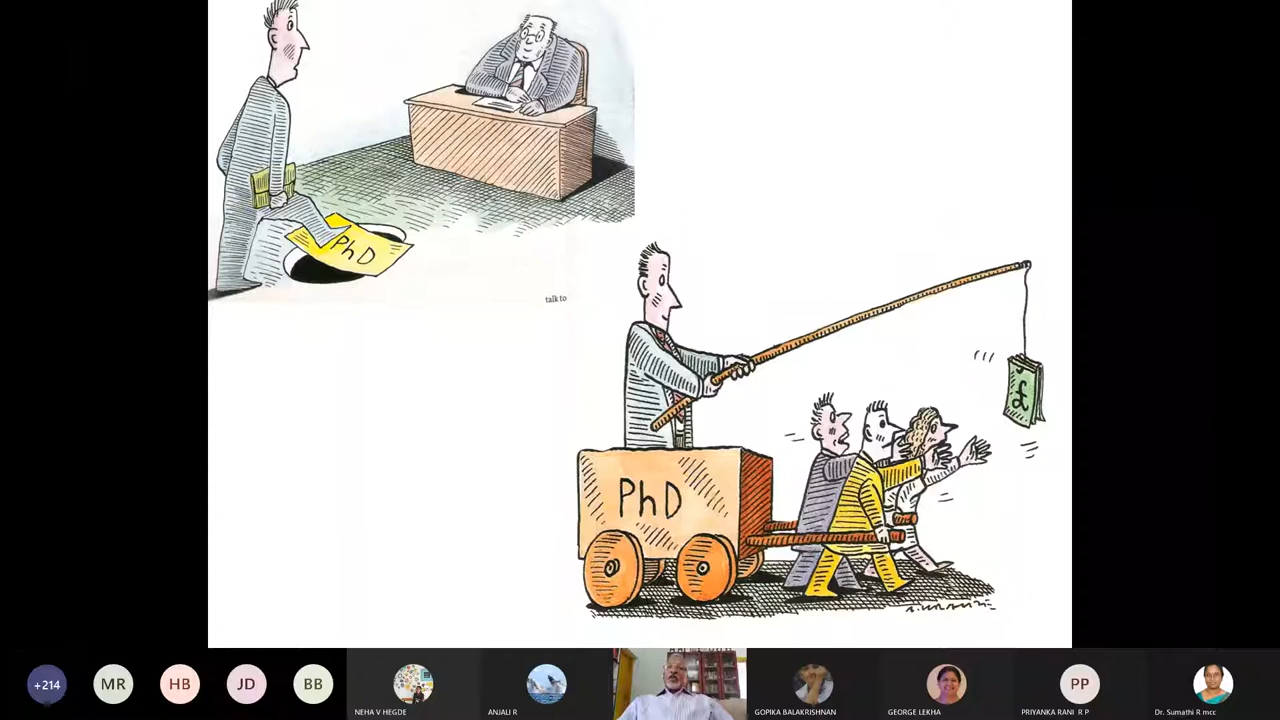 PhD
talk to
£
PhD
+214
MR
HB
JD
BB
NEHA V HEGDE
ANJALI R
GOPIKA BALAKRISHNAN
GEORGE LEKHA
PP
PRIYANKA RANI R P
Dr. Sumathi R mcc